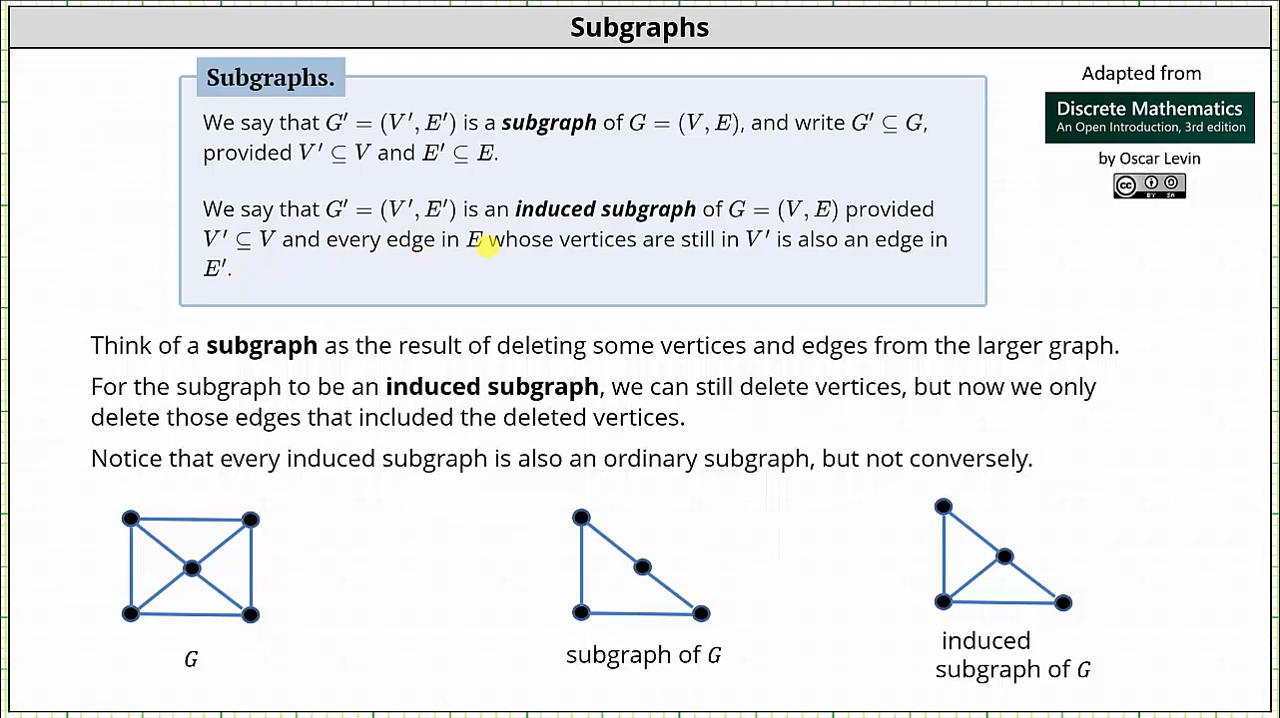 Subgraphs
Subgraphs.
We say that G′ = (V′, E′) is a subgraph of G = (V, E), and write G′ ⊆ G,
provided V′ ⊆ V and E′ ⊆ E.
We say that G′ = (V′, E′) is an induced subgraph of G = (V, E) provided
V′ ⊆ V and every edge in E whose vertices are still in V′ is also an edge in
E′.
Adapted from
Discrete Mathematics
An Open Introduction, 3rd edition
by Oscar Levin
cc
BY SA
Think of a subgraph as the result of deleting some vertices and edges from the larger graph.
For the subgraph to be an induced subgraph, we can still delete vertices, but now we only
delete those edges that included the deleted vertices.
Notice that every induced subgraph is also an ordinary subgraph, but not conversely.
G
subgraph of G
induced
subgraph of G